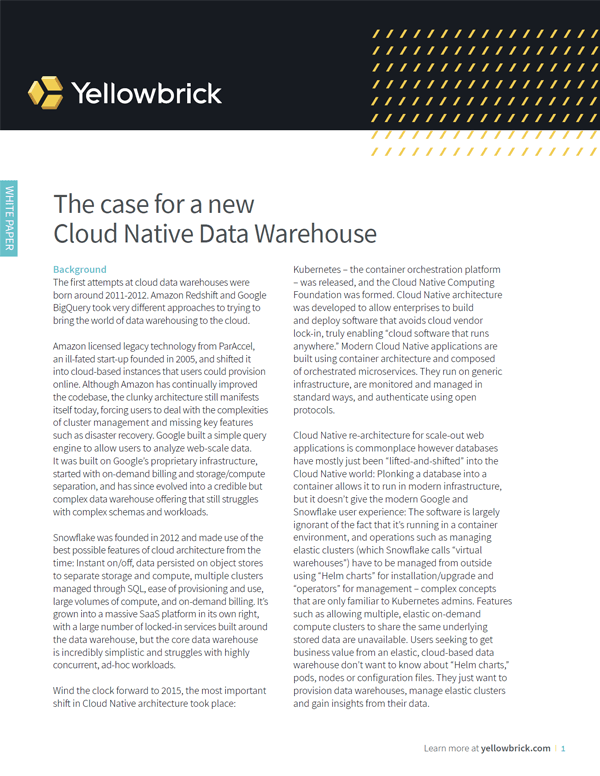 Yellowbrick
WHITE PAPER
The case for a new
Cloud Native Data Warehouse
Background
The first attempts at cloud data warehouses were
born around 2011-2012. Amazon Redshift and Google
BigQuery took very different approaches to trying to
bring the world of data warehousing to the cloud.
Amazon licensed legacy technology from ParAccel,
an ill-fated start-up founded in 2005, and shifted it
into cloud-based instances that users could provision
online. Although Amazon has continually improved
the codebase, the clunky architecture still manifests
itself today, forcing users to deal with the complexities
of cluster management and missing key features
such as disaster recovery. Google built a simple query
engine to allow users to analyze web-scale data.
It was built on Google's proprietary infrastructure,
started with on-demand billing and storage/compute
separation, and has since evolved into a credible but
complex data warehouse offering that still struggles
with complex schemas and workloads.
Snowflake was founded in 2012 and made use of the
best possible features of cloud architecture from the
time: Instant on/off, data persisted on object stores
to separate storage and compute, multiple clusters
managed through SQL, ease of provisioning and use,
large volumes of compute, and on-demand billing. It's
grown into a massive SaaS platform in its own right,
with a large number of locked-in services built around
the data warehouse, but the core data warehouse
is incredibly simplistic and struggles with highly
concurrent, ad-hoc workloads.
Wind the clock forward to 2015, the most important
shift in Cloud Native architecture took place:
Kubernetes – the container orchestration platform
– was released, and the Cloud Native Computing
Foundation was formed. Cloud Native architecture
was developed to allow enterprises to build
and deploy software that avoids cloud vendor
lock-in, truly enabling "cloud software that runs
anywhere." Modern Cloud Native applications are
built using container architecture and composed
of orchestrated microservices. They run on generic
infrastructure, are monitored and managed in
standard ways, and authenticate using open
protocols.
Cloud Native re-architecture for scale-out web
applications is commonplace however databases
have mostly just been "lifted-and-shifted" into the
Cloud Native world: Plonking a database into a
container allows it to run in modern infrastructure,
but it doesn't give the modern Google and
Snowflake user experience: The software is largely
ignorant of the fact that it's running in a container
environment, and operations such as managing
elastic clusters (which Snowflake calls "virtual
warehouses") have to be managed from outside
using "Helm charts" for installation/upgrade and
"operators" for management – complex concepts
that are only familiar to Kubernetes admins. Features
such as allowing multiple, elastic on-demand
compute clusters to share the same underlying
stored data are unavailable. Users seeking to get
business value from an elastic, cloud-based data
warehouse don't want to know about "Helm charts,"
pods, nodes or configuration files. They just want to
provision data warehouses, manage elastic clusters
and gain insights from their data.
Learn more at yellowbrick.com | 1